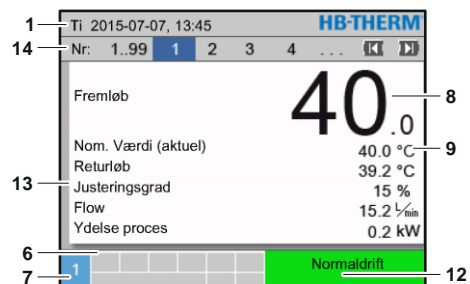 1 Ti 2015-07-07, 13:45 HB-THERM
14 Nr: 1..99 1 2 3 4 ...
Fremløb 40.0 8
Nom. Værdi (aktuel) 40.0 °C 9
Returløb 39.2 °C
13 Justeringsgrad 15 %
Flow 15.2 L/min
Ydelse proces 0.2 kW
6
7 1 Normaldrift 12